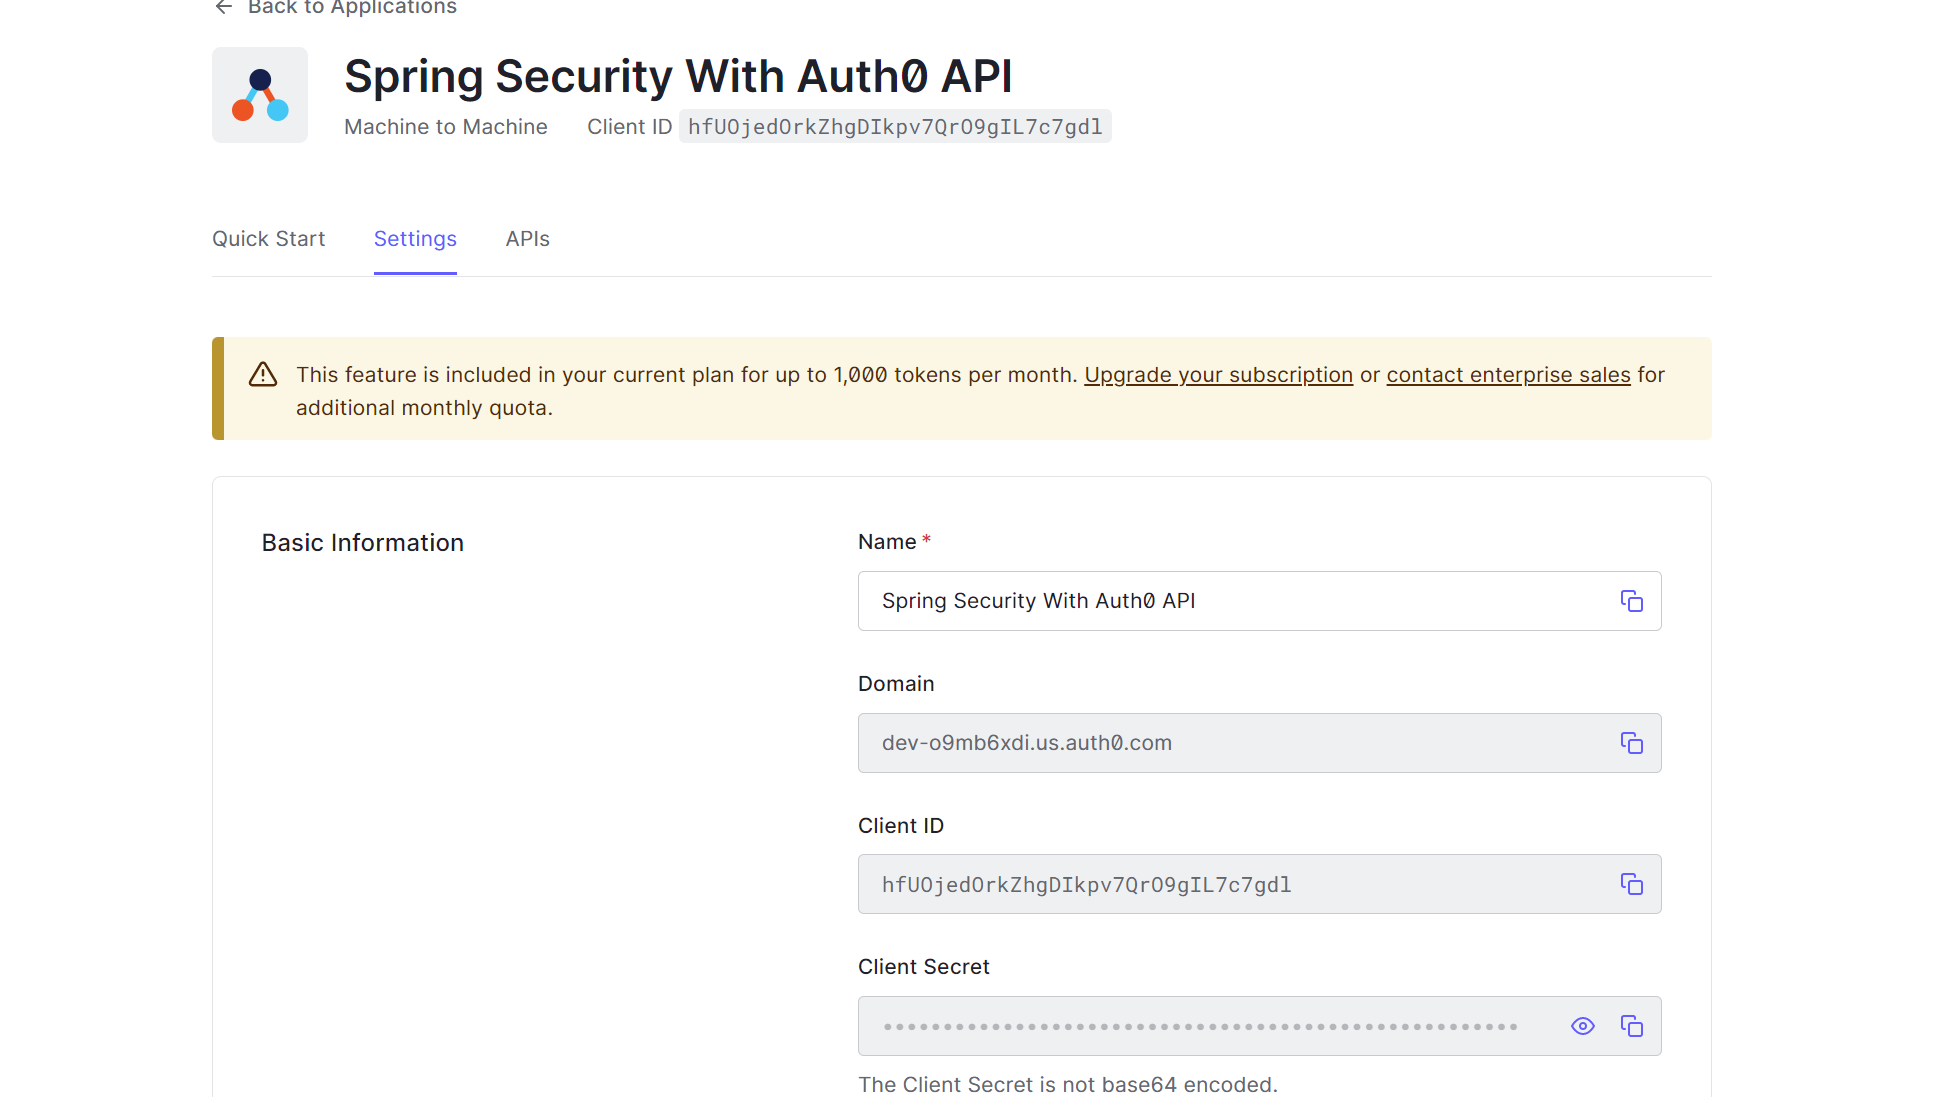 Back to Applications
Spring Security With Auth0 API
Machine to Machine Client ID hfUOjedOrkZhgDIkpv7QrO9gIL7c7gdl
Quick Start Settings APIs
This feature is included in your current plan for up to 1,000 tokens per month. Upgrade your subscription or contact enterprise sales for
additional monthly quota.
Basic Information
Name *
Spring Security With Auth0 API
Domain
dev-o9mb6xdi.us.auth0.com
Client ID
hfUOjedOrkZhgDIkpv7QrO9gIL7c7gdl
Client Secret
The Client Secret is not base64 encoded.